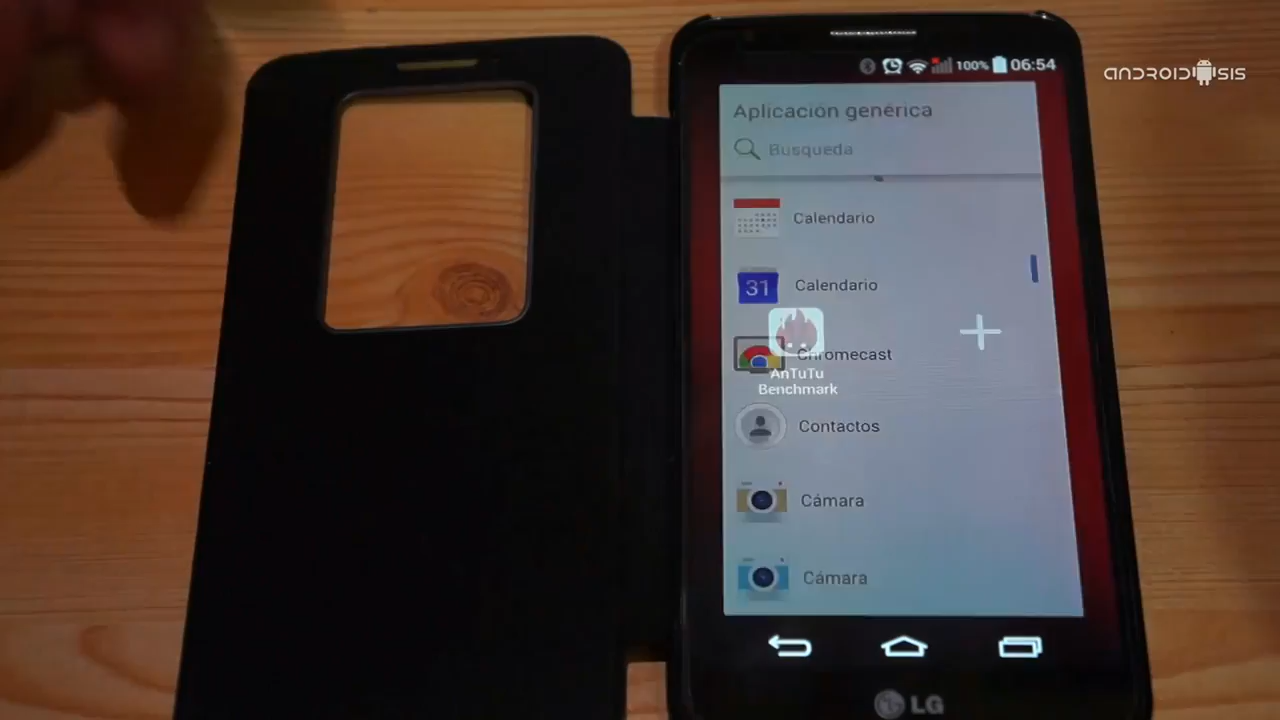 100% 06:54
ANDROIDSIS
Aplicación genérica
Busqueda
Calendario
31 Calendario
Chromecast
AnTuTu
Benchmark
Contactos
Cámara
Cámara
LG